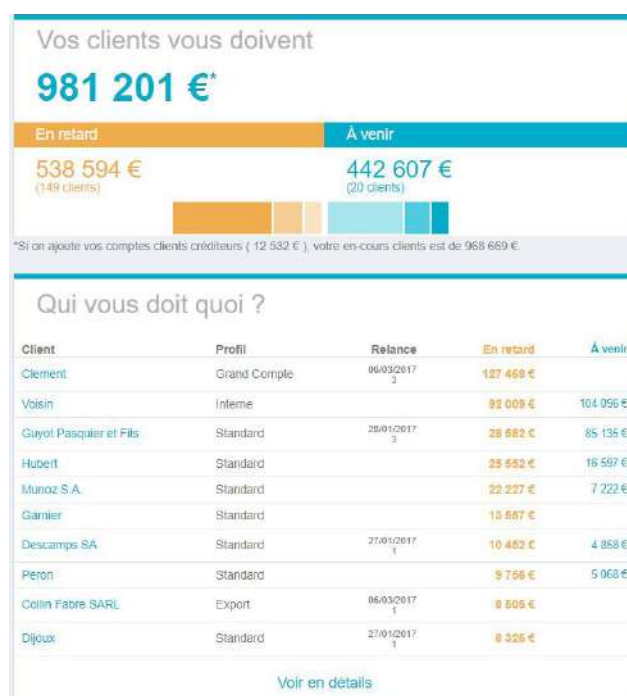 Vos clients vous doivent
981 201 €*
En retard À venir
538 594 € 442 607 €
(149 clients) (20 clients)
*Si on ajoute vos comptes clients créditeurs ( 12 532 € ), votre en-cours clients est de 968 669 €.
Qui vous doit quoi ?
Client Profil Relance En retard À venir
Clement Grand Compte 06/03/2017 127 468 €
3
Voisin Interne 92 009 € 104 056 €
Guyot Pasquier et Fils Standard 28/01/2017 28 582 € 85 135 €
3
Hubert Standard 25 552 € 16 597 €
Munoz S.A. Standard 22 227 € 7 222 €
Garnier Standard
Descamps SA Standard 27/01/2017 10 452 € 4 858 €
1
Peron Standard 9 756 € 5 068 €
Collin Fabre SARL Export 06/03/2017 8 505 €
1
Dijoux Standard 27/01/2017 8 326 €
1
Voir en détails